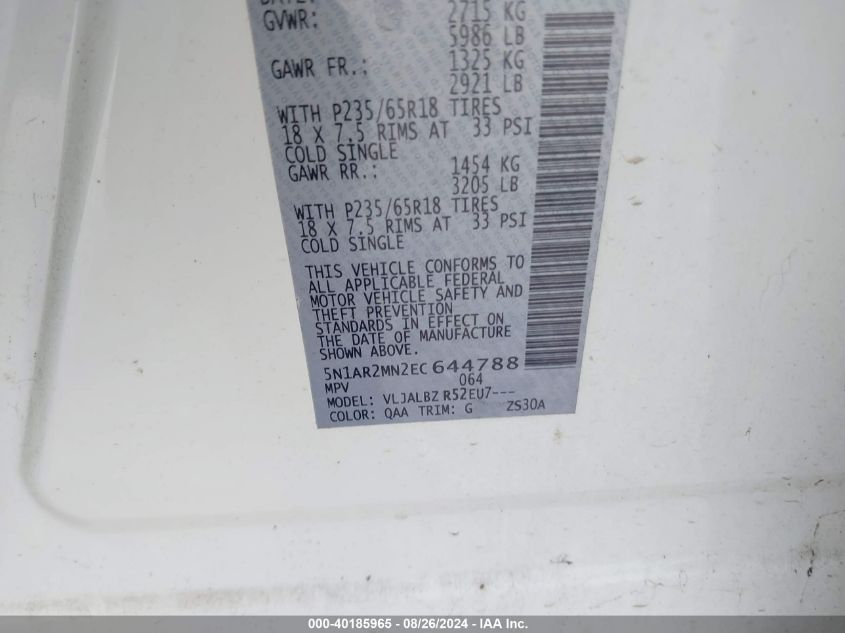 GVWR: 2715 KG
5986 LB
GAWR FR.: 1325 KG
2921 LB
WITH P235/65R18 TIRES
18 X 7.5 RIMS AT 33 PSI
COLD SINGLE
GAWR RR.: 1454 KG
3205 LB
WITH P235/65R18 TIRES
18 X 7.5 RIMS AT 33 PSI
COLD SINGLE
THIS VEHICLE CONFORMS TO
ALL APPLICABLE FEDERAL
MOTOR VEHICLE SAFETY AND
THEFT PREVENTION
STANDARDS IN EFFECT ON
THE DATE OF MANUFACTURE
SHOWN ABOVE.
5N1AR2MN2EC 644788
MPV 064
MODEL: VLJALBZ R52EU7---
COLOR: QAA TRIM: G ZS30A
000-40185965 - 08/26/2024 - IAA Inc.